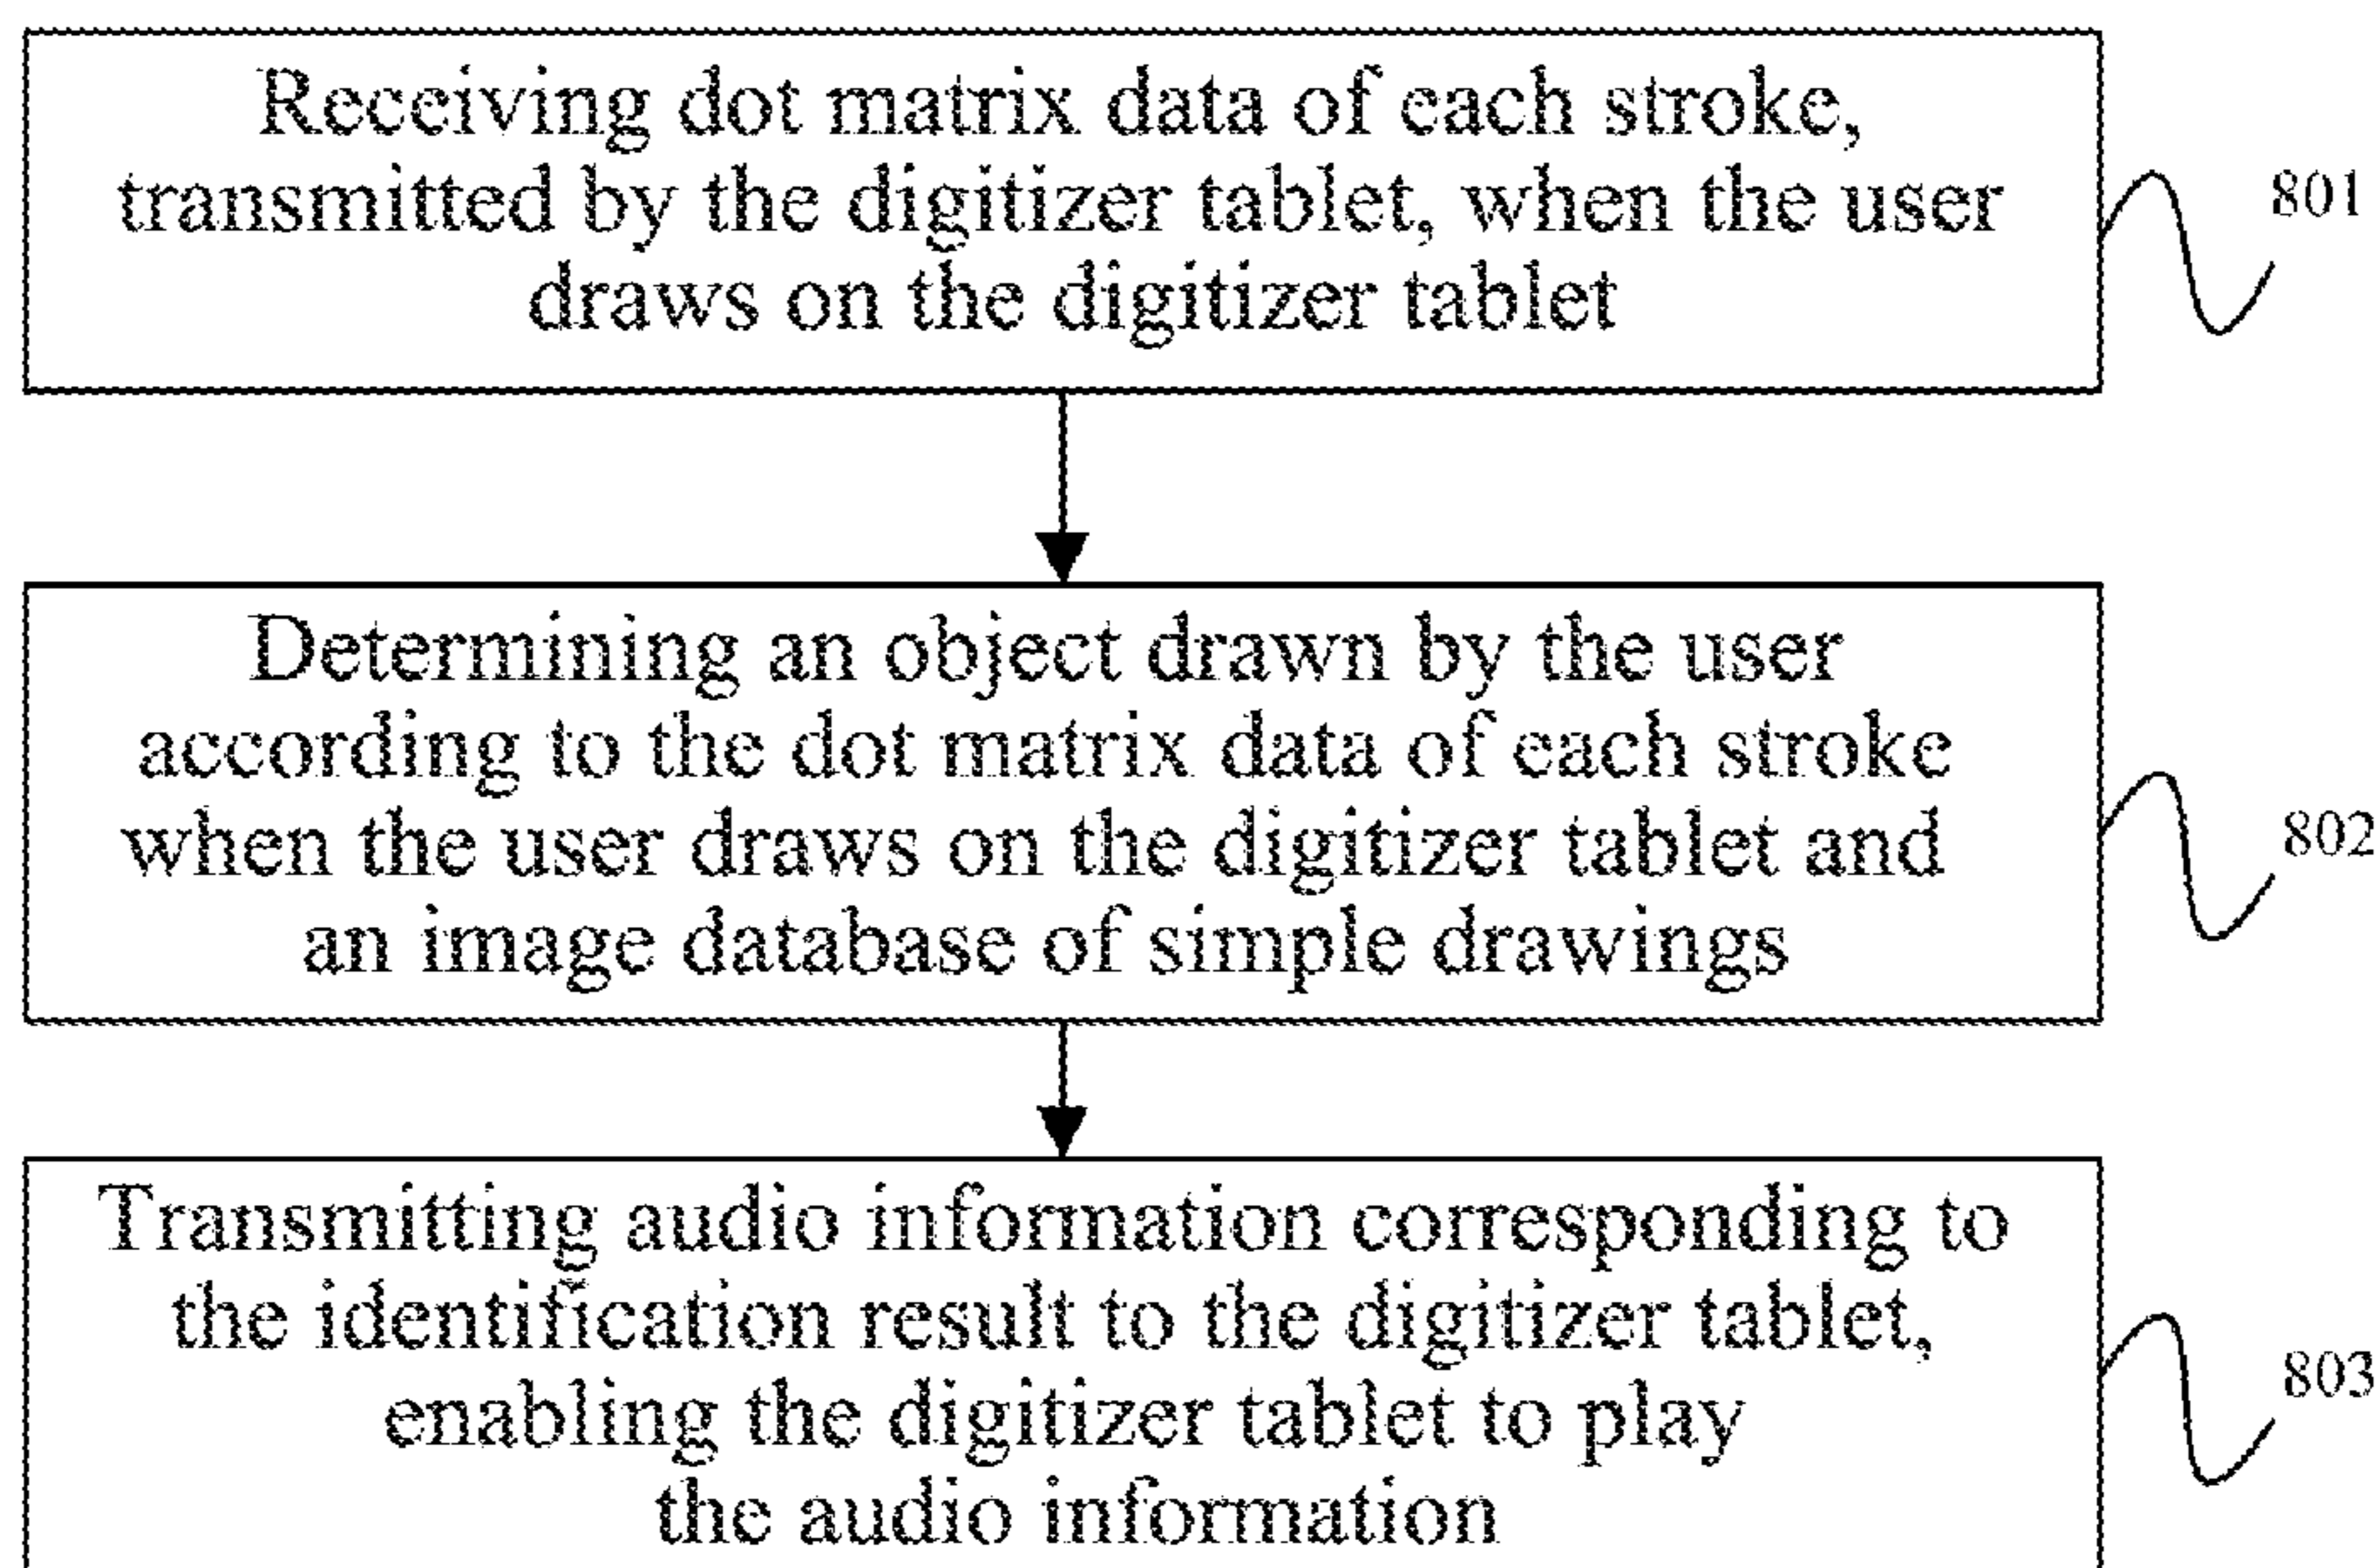 Receiving dot matrix data of each stroke,
transmitted by the digitizer tablet, when the user
draws on the digitizer tablet
801
Determining an object drawn by the user
according to the dot matrix data of each stroke
when the user draws on the digitizer tablet and
an image database of simple drawings
802
Transmitting audio information corresponding to
the identification result to the digitizer tablet,
enabling the digitizer tablet to play
the audio information
803